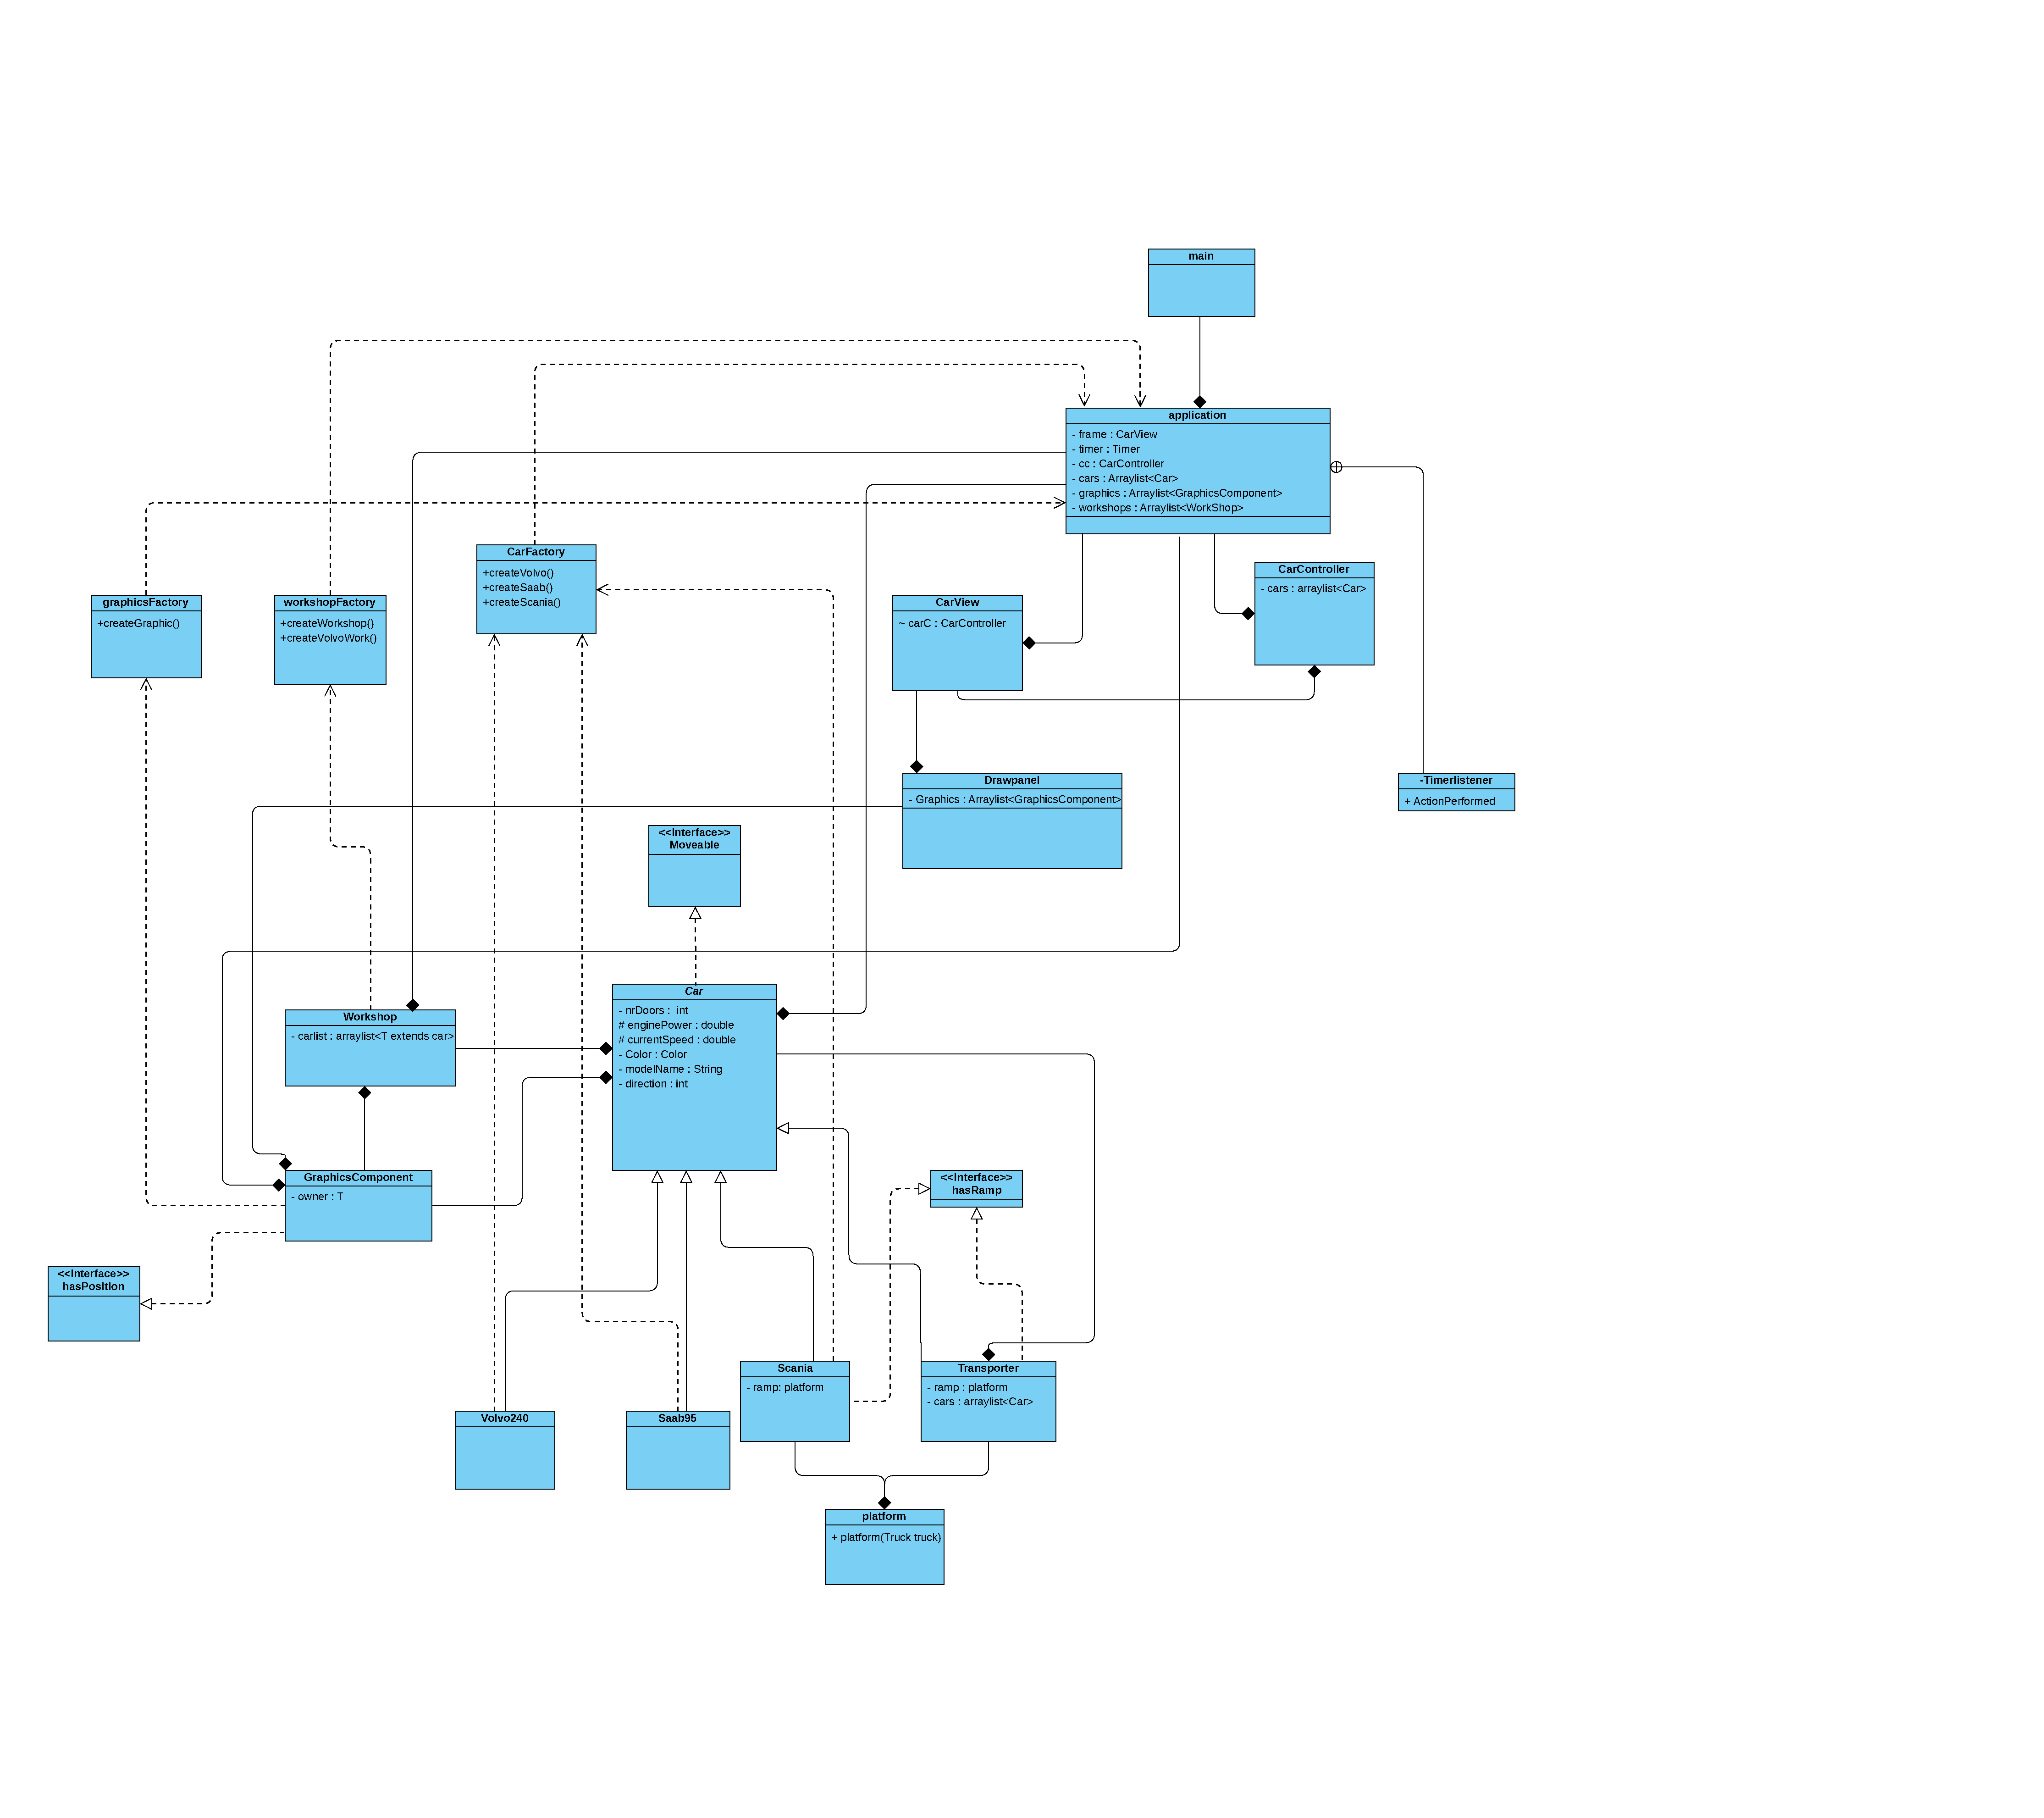 main
application
- frame : CarView
- timer : Timer
- cc : CarController
- cars : Arraylist<Car>
- graphics : Arraylist<GraphicsComponent>
- workshops : Arraylist<WorkShop>
CarFactory
+createVolvo()
+createSaab()
+createScania()
CarController
- cars : arraylist<Car>
graphicsFactory
+createGraphic()
workshopFactory
+createWorkshop()
+createVolvoWork()
CarView
~ carC : CarController
Drawpanel
- Graphics : Arraylist<GraphicsComponent>
-Timerlistener
+ ActionPerformed
<<Interface>>
Moveable
Car
- nrDoors :  int
# enginePower : double
# currentSpeed : double
- Color : Color
- modelName : String
- direction : int
Workshop
- carlist : arraylist<T extends car>
GraphicsComponent
- owner : T
<<Interface>>
hasRamp
<<Interface>>
hasPosition
Scania
- ramp: platform
Transporter
- ramp : platform
- cars : arraylist<Car>
Volvo240
Saab95
platform
+ platform(Truck truck)